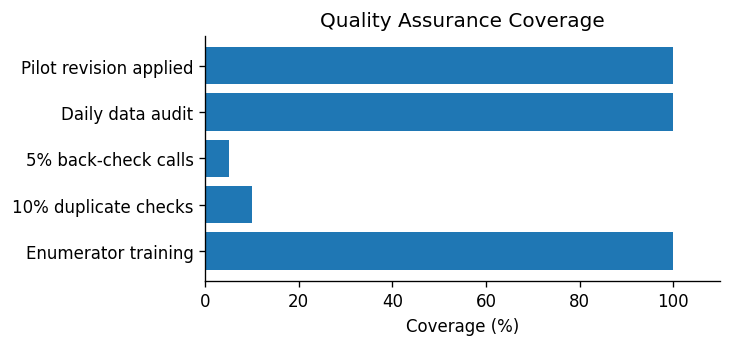 Quality Assurance Coverage
Pilot revision applied
Daily data audit
5% back-check calls
10% duplicate checks
Enumerator training
0 20 40 60 80 100
Coverage (%)